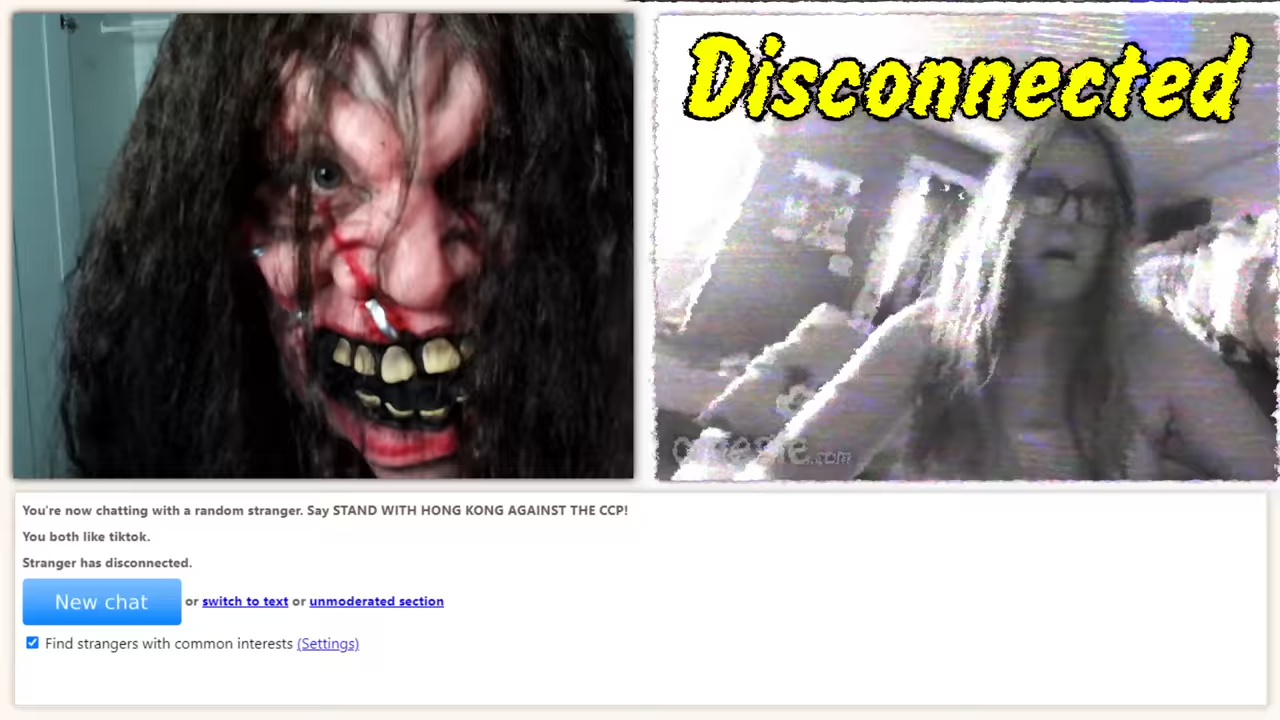 Disconnected
Omegle.com
You're now chatting with a random stranger. Say STAND WITH HONG KONG AGAINST THE CCP!
You both like tiktok.
Stranger has disconnected.
New chat or switch to text or unmoderated section
Find strangers with common interests (Settings)